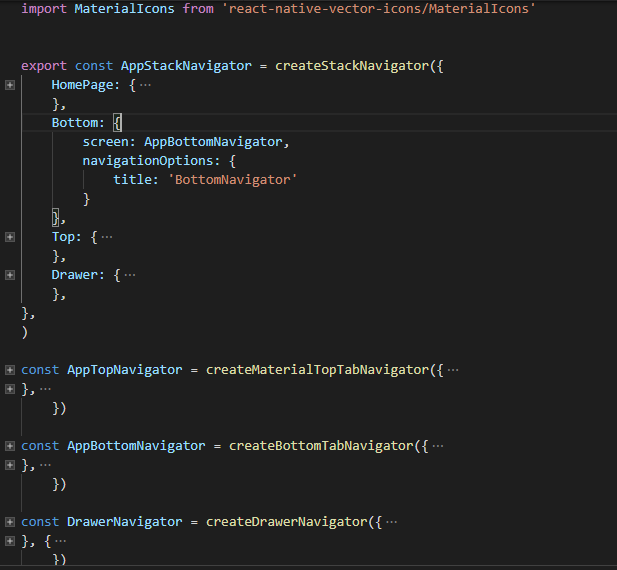 import MaterialIcons from 'react-native-vector-icons/MaterialIcons'
export const AppStackNavigator = createStackNavigator({
    HomePage: {···
    },
    Bottom: {
        screen: AppBottomNavigator,
        navigationOptions: {
            title: 'BottomNavigator'
        }
    },
    Top: {···
    },
    Drawer: {···
    },
},
)
const AppTopNavigator = createMaterialTopTabNavigator({···
},···
    })
const AppBottomNavigator = createBottomTabNavigator({···
},···
    })
const DrawerNavigator = createDrawerNavigator({···
}, {···
    })